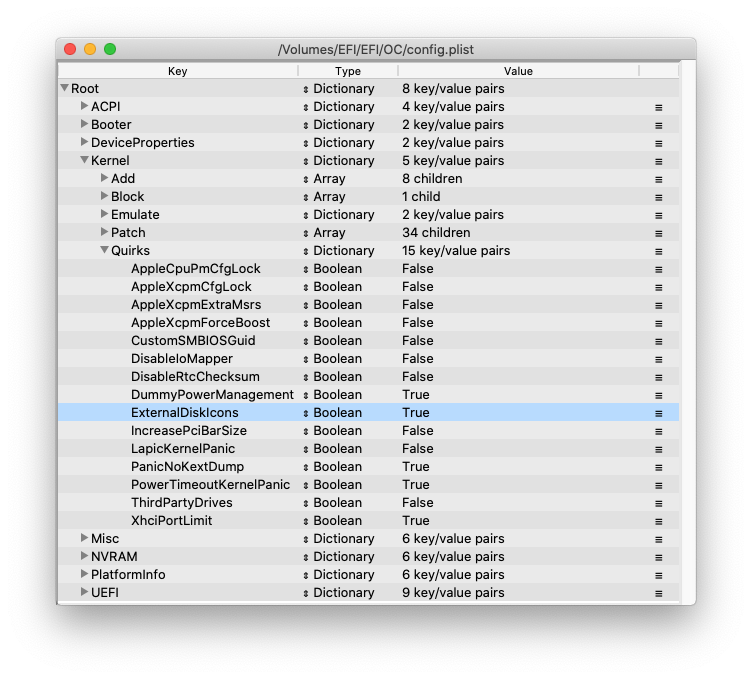 /Volumes/EFI/EFI/OC/config.plist
Key Type Value
Root Dictionary 8 key/value pairs
ACPI Dictionary 4 key/value pairs
Booter Dictionary 2 key/value pairs
DeviceProperties Dictionary 2 key/value pairs
Kernel Dictionary 5 key/value pairs
Add Array 8 children
Block Array 1 child
Emulate Dictionary 2 key/value pairs
Patch Array 34 children
Quirks Dictionary 15 key/value pairs
AppleCpuPmCfgLock Boolean False
AppleXcpmCfgLock Boolean False
AppleXcpmExtraMsrs Boolean False
AppleXcpmForceBoost Boolean False
CustomSMBIOSGuid Boolean False
DisableIoMapper Boolean False
DisableRtcChecksum Boolean False
DummyPowerManagement Boolean True
ExternalDiskIcons Boolean True
IncreasePciBarSize Boolean False
LapicKernelPanic Boolean False
PanicNoKextDump Boolean True
PowerTimeoutKernelPanic Boolean True
ThirdPartyDrives Boolean False
XhciPortLimit Boolean True
Misc Dictionary 6 key/value pairs
NVRAM Dictionary 6 key/value pairs
PlatformInfo Dictionary 6 key/value pairs
UEFI Dictionary 9 key/value pairs